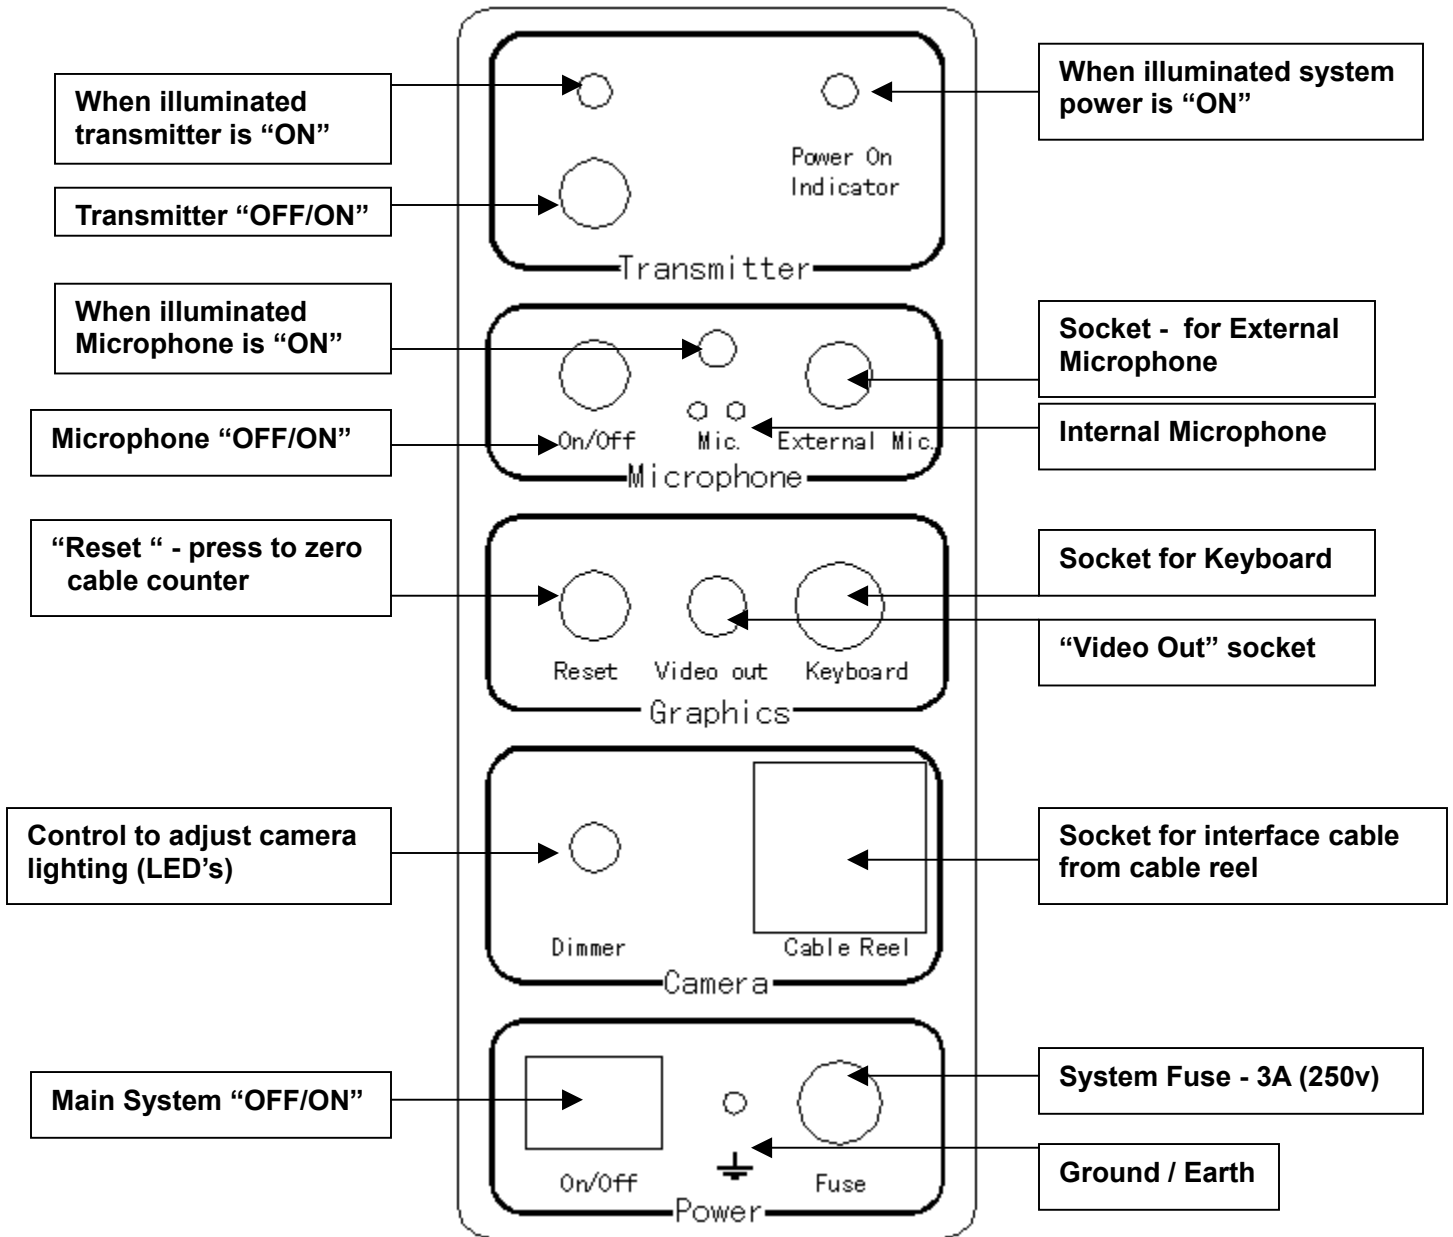 When illuminated
transmitter is “ON”
Transmitter “OFF/ON”
When illuminated
Microphone is “ON”
Microphone “OFF/ON”
“Reset “ - press to zero
cable counter
Control to adjust camera
lighting (LED’s)
Main System “OFF/ON”
Power On
Indicator
Transmitter
On/Off
Mic.
External Mic.
Microphone
Reset
Video out
Keyboard
Graphics
Dimmer
Cable Reel
Camera
On/Off
Fuse
Power
When illuminated system
power is “ON”
Socket - for External
Microphone
Internal Microphone
Socket for Keyboard
“Video Out” socket
Socket for interface cable
from cable reel
System Fuse - 3A (250v)
Ground / Earth